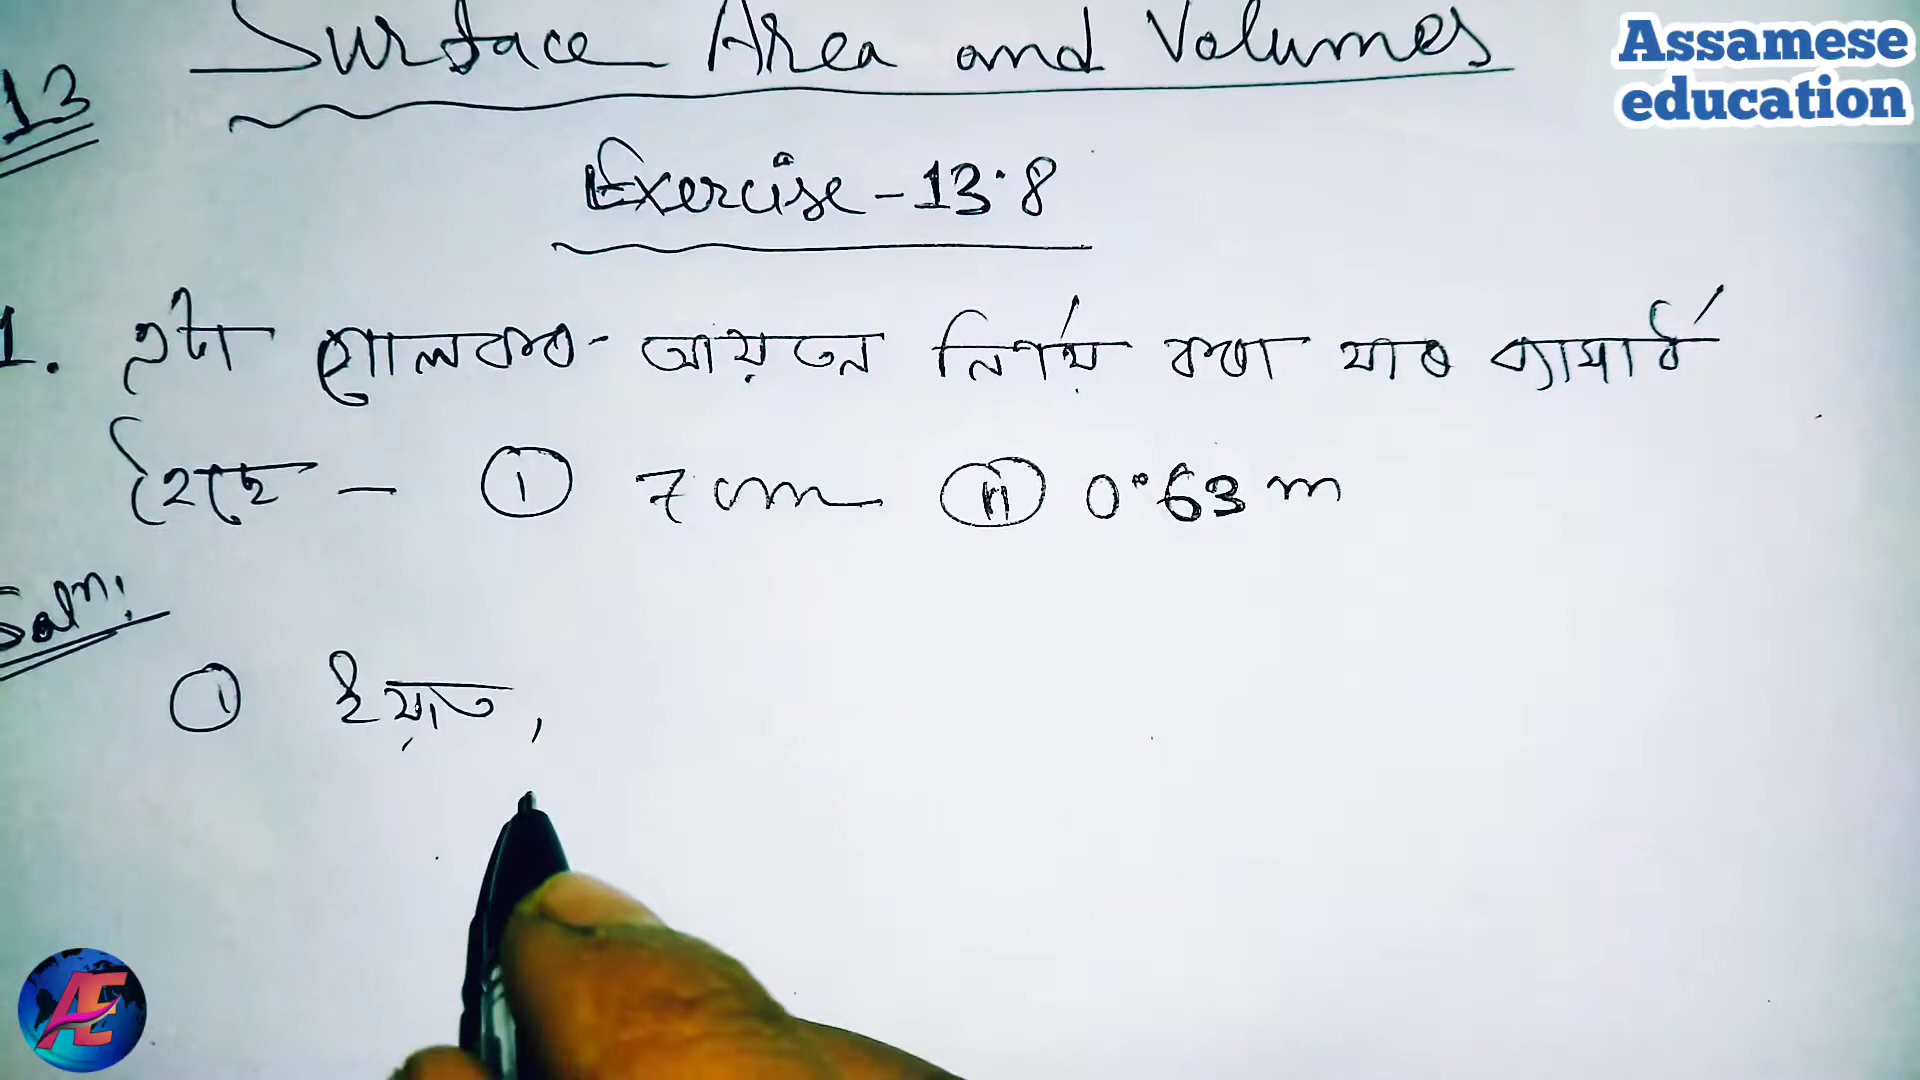 13 Surface Area and Volumes
Assamese
education
Exercise - 13.8
1. এটা গোলকৰ আয়তন নিৰ্ণয় কৰা যাৰ ব্যাসাৰ্ধ
হৈছে - (i) 7 cm (ii) 0.63 m
Soln:
(i) ইয়াত,
AE